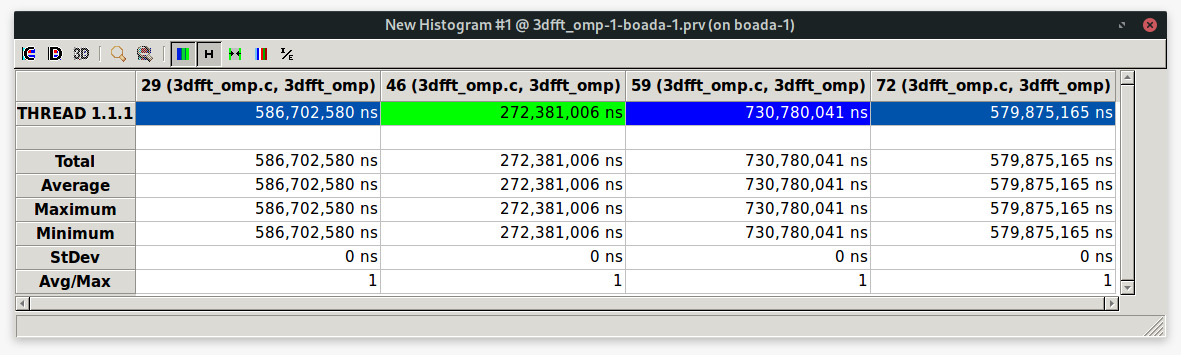 New Histogram #1 @ 3dfft_omp-1-boada-1.prv (on boada-1)
3D H I/E
29 (3dfft_omp.c, 3dfft_omp) 46 (3dfft_omp.c, 3dfft_omp) 59 (3dfft_omp.c, 3dfft_omp) 72 (3dfft_omp.c, 3dfft_omp)
THREAD 1.1.1 586,702,580 ns 272,381,006 ns 730,780,041 ns 579,875,165 ns
Total 586,702,580 ns 272,381,006 ns 730,780,041 ns 579,875,165 ns
Average 586,702,580 ns 272,381,006 ns 730,780,041 ns 579,875,165 ns
Maximum 586,702,580 ns 272,381,006 ns 730,780,041 ns 579,875,165 ns
Minimum 586,702,580 ns 272,381,006 ns 730,780,041 ns 579,875,165 ns
StDev 0 ns 0 ns 0 ns 0 ns
Avg/Max 1 1 1 1